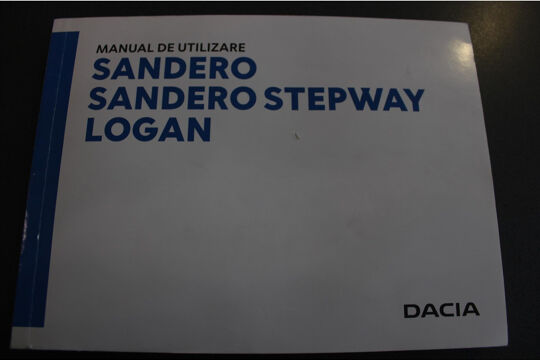 MANUAL DE UTILIZARE
SANDERO
SANDERO STEPWAY
LOGAN
DACIA